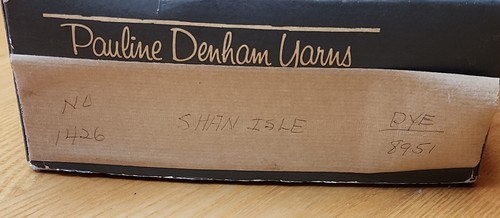 Pauline Denham Yarns
NO SHAN ISLE DYE
1426 8951